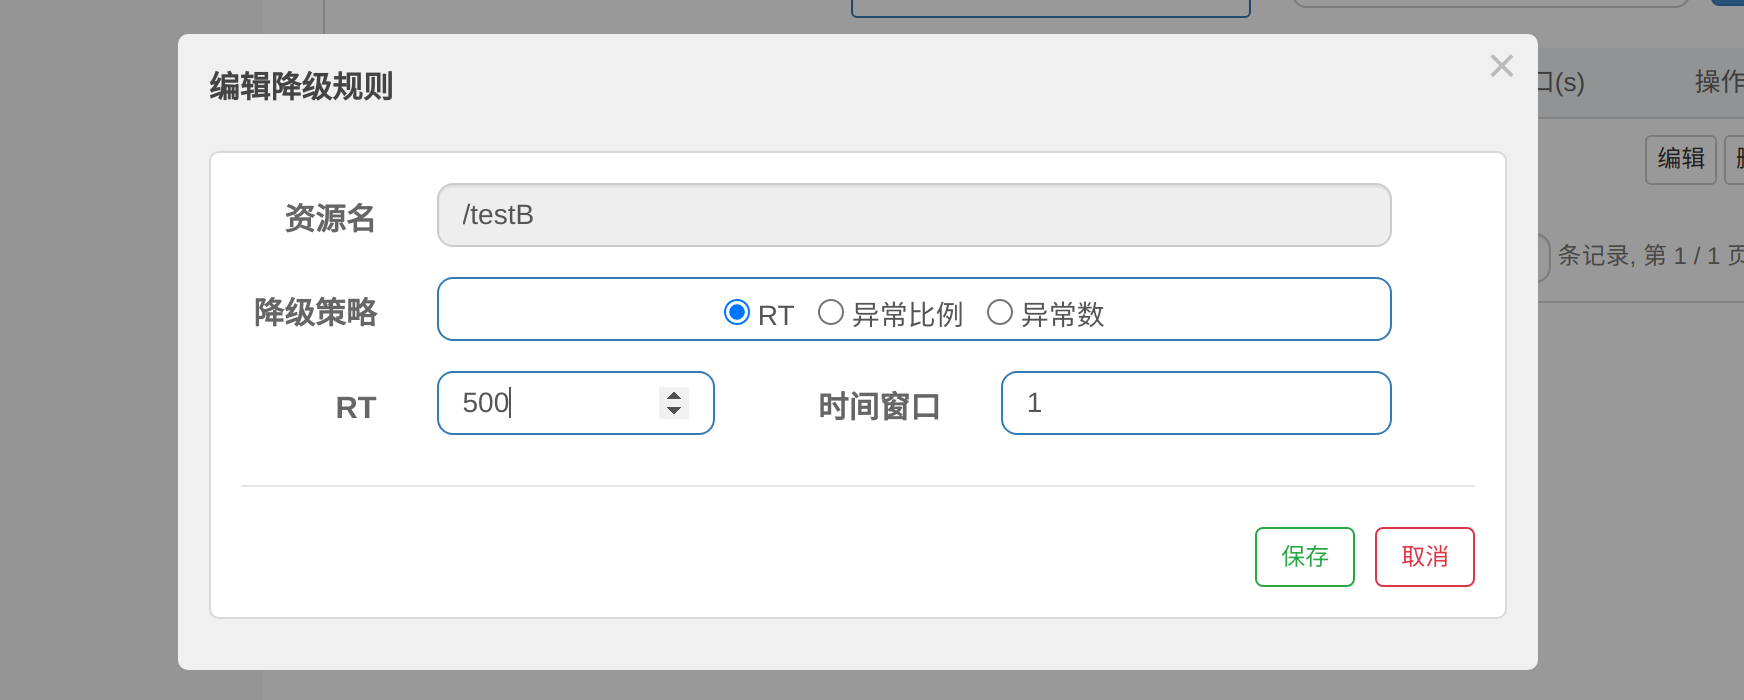 口(s) 操作
编辑降级规则 ×
编辑
资源名 /testB
条记录, 第 1 / 1 页
降级策略 RT 异常比例 异常数
RT 500 时间窗口 1
保存 取消